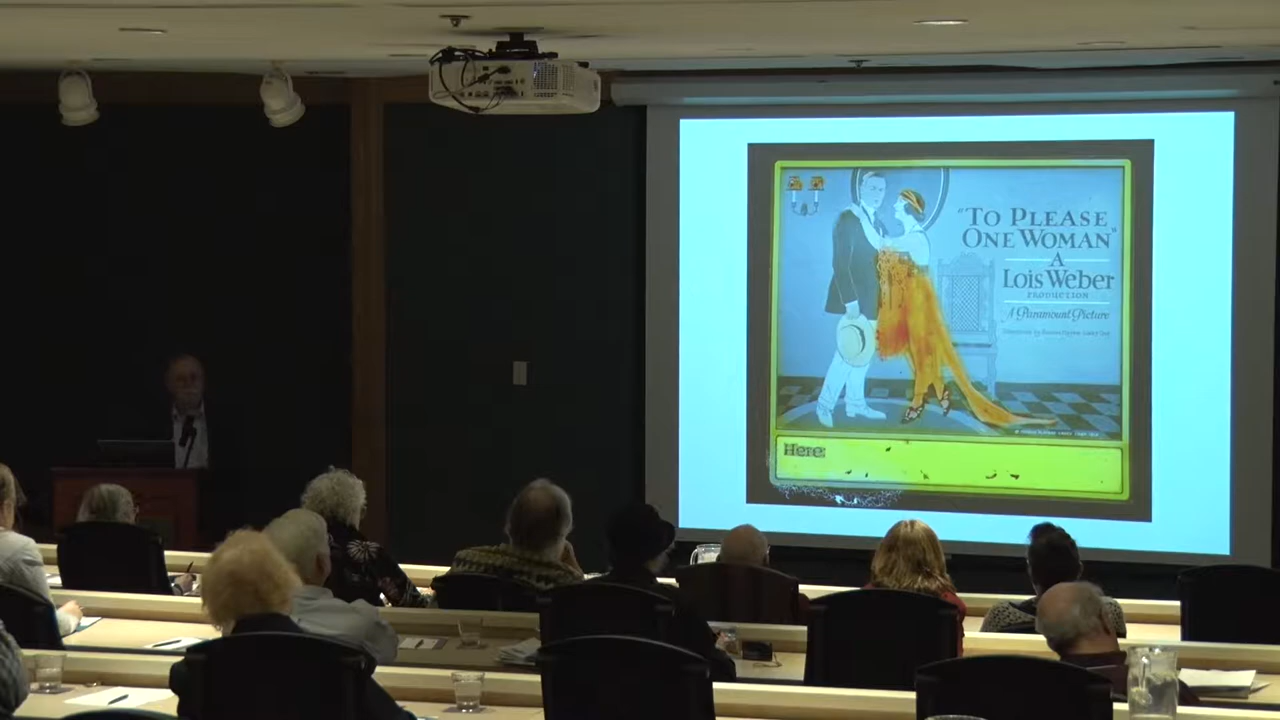 "TO PLEASE
ONE WOMAN"
A
Lois Weber
PRODUCTION
A Paramount Picture
Here: